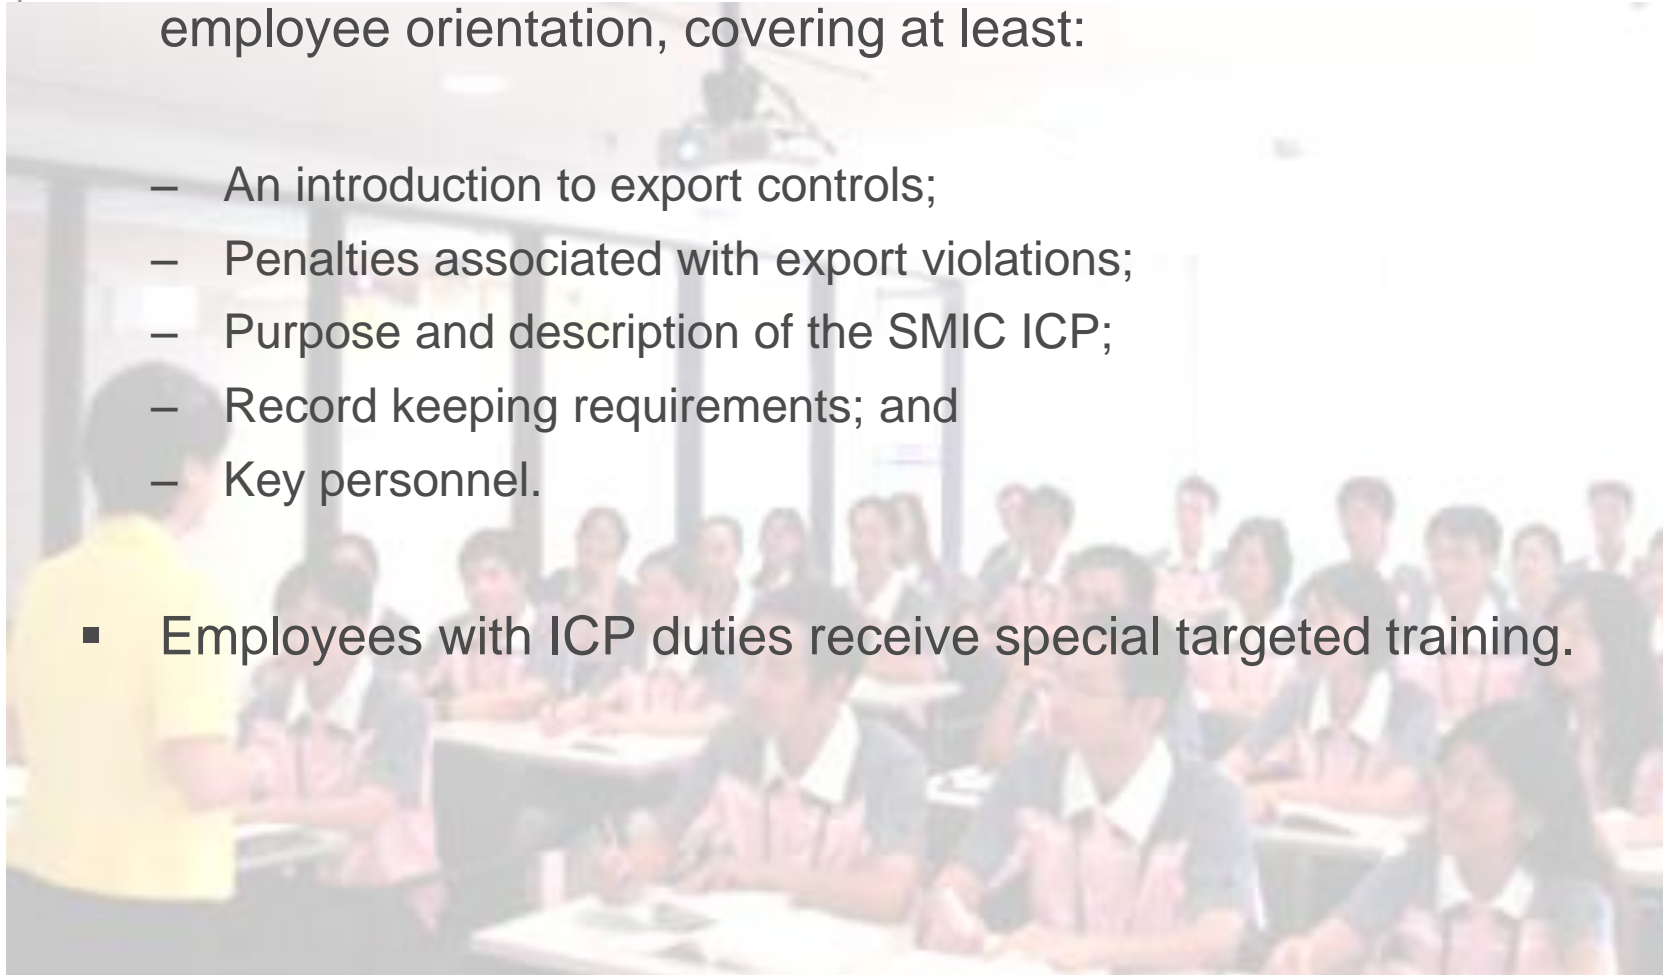 employee orientation, covering at least:
– An introduction to export controls;
– Penalties associated with export violations;
– Purpose and description of the SMIC ICP;
– Record keeping requirements; and
– Key personnel.
▪ Employees with ICP duties receive special targeted training.